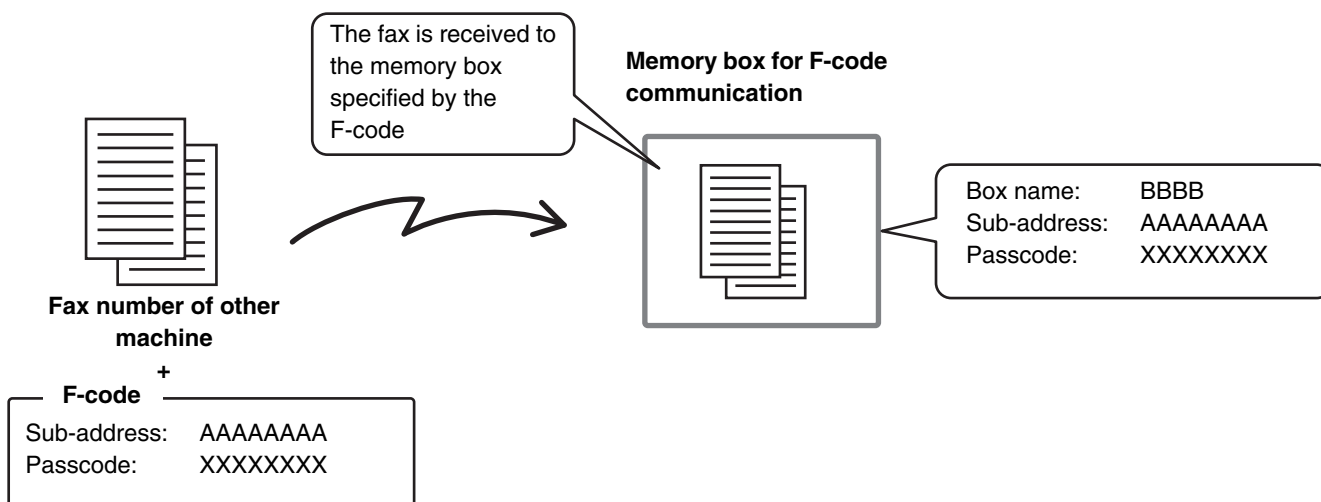 The fax is received to
the memory box
specified by the
F-code
Memory box for F-code
communication
Box name: BBBB
Sub-address: AAAAAAAA
Passcode: XXXXXXXX
Fax number of other
machine
+
F-code
Sub-address: AAAAAAAA
Passcode: XXXXXXXX